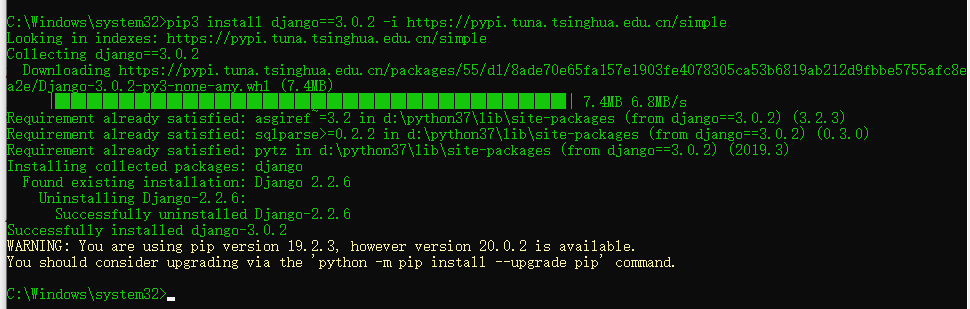 C:\Windows\system32>pip3 install django==3.0.2 -i https://pypi.tuna.tsinghua.edu.cn/simple
Looking in indexes: https://pypi.tuna.tsinghua.edu.cn/simple
Collecting django==3.0.2
  Downloading https://pypi.tuna.tsinghua.edu.cn/packages/55/d1/8ade70e65fa157e1903fe4078305ca53b6819ab212d9fbbe5755afc8e
a2e/Django-3.0.2-py3-none-any.whl (7.4MB)
     |████████████████████████████████| 7.4MB 6.8MB/s
Requirement already satisfied: asgiref~=3.2 in d:\python37\lib\site-packages (from django==3.0.2) (3.2.3)
Requirement already satisfied: sqlparse>=0.2.2 in d:\python37\lib\site-packages (from django==3.0.2) (0.3.0)
Requirement already satisfied: pytz in d:\python37\lib\site-packages (from django==3.0.2) (2019.3)
Installing collected packages: django
  Found existing installation: Django 2.2.6
    Uninstalling Django-2.2.6:
      Successfully uninstalled Django-2.2.6
Successfully installed django-3.0.2
WARNING: You are using pip version 19.2.3, however version 20.0.2 is available.
You should consider upgrading via the 'python -m pip install --upgrade pip' command.
C:\Windows\system32>